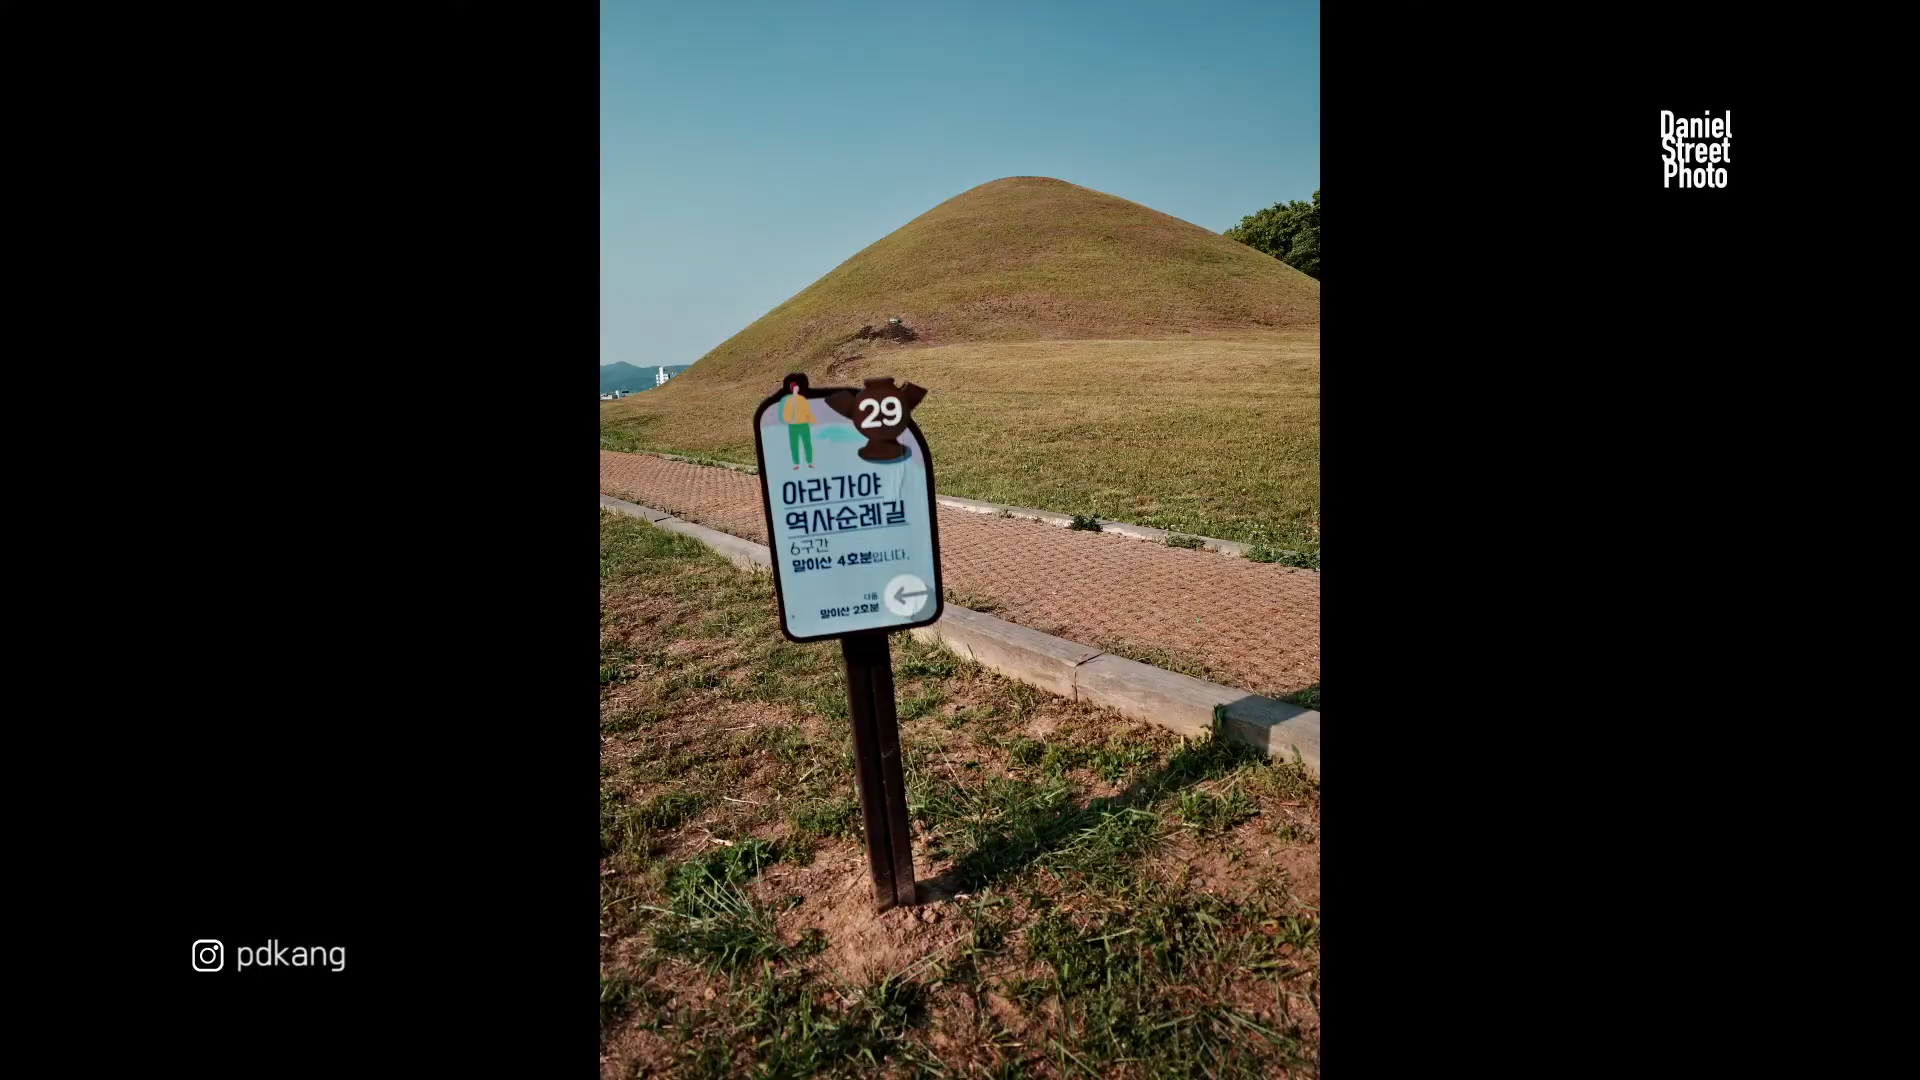 Daniel
Street
Photo
29
아라가야
역사순례길
6구간
말이산 4호분입니다.
다음
말이산 2호분
pdkang